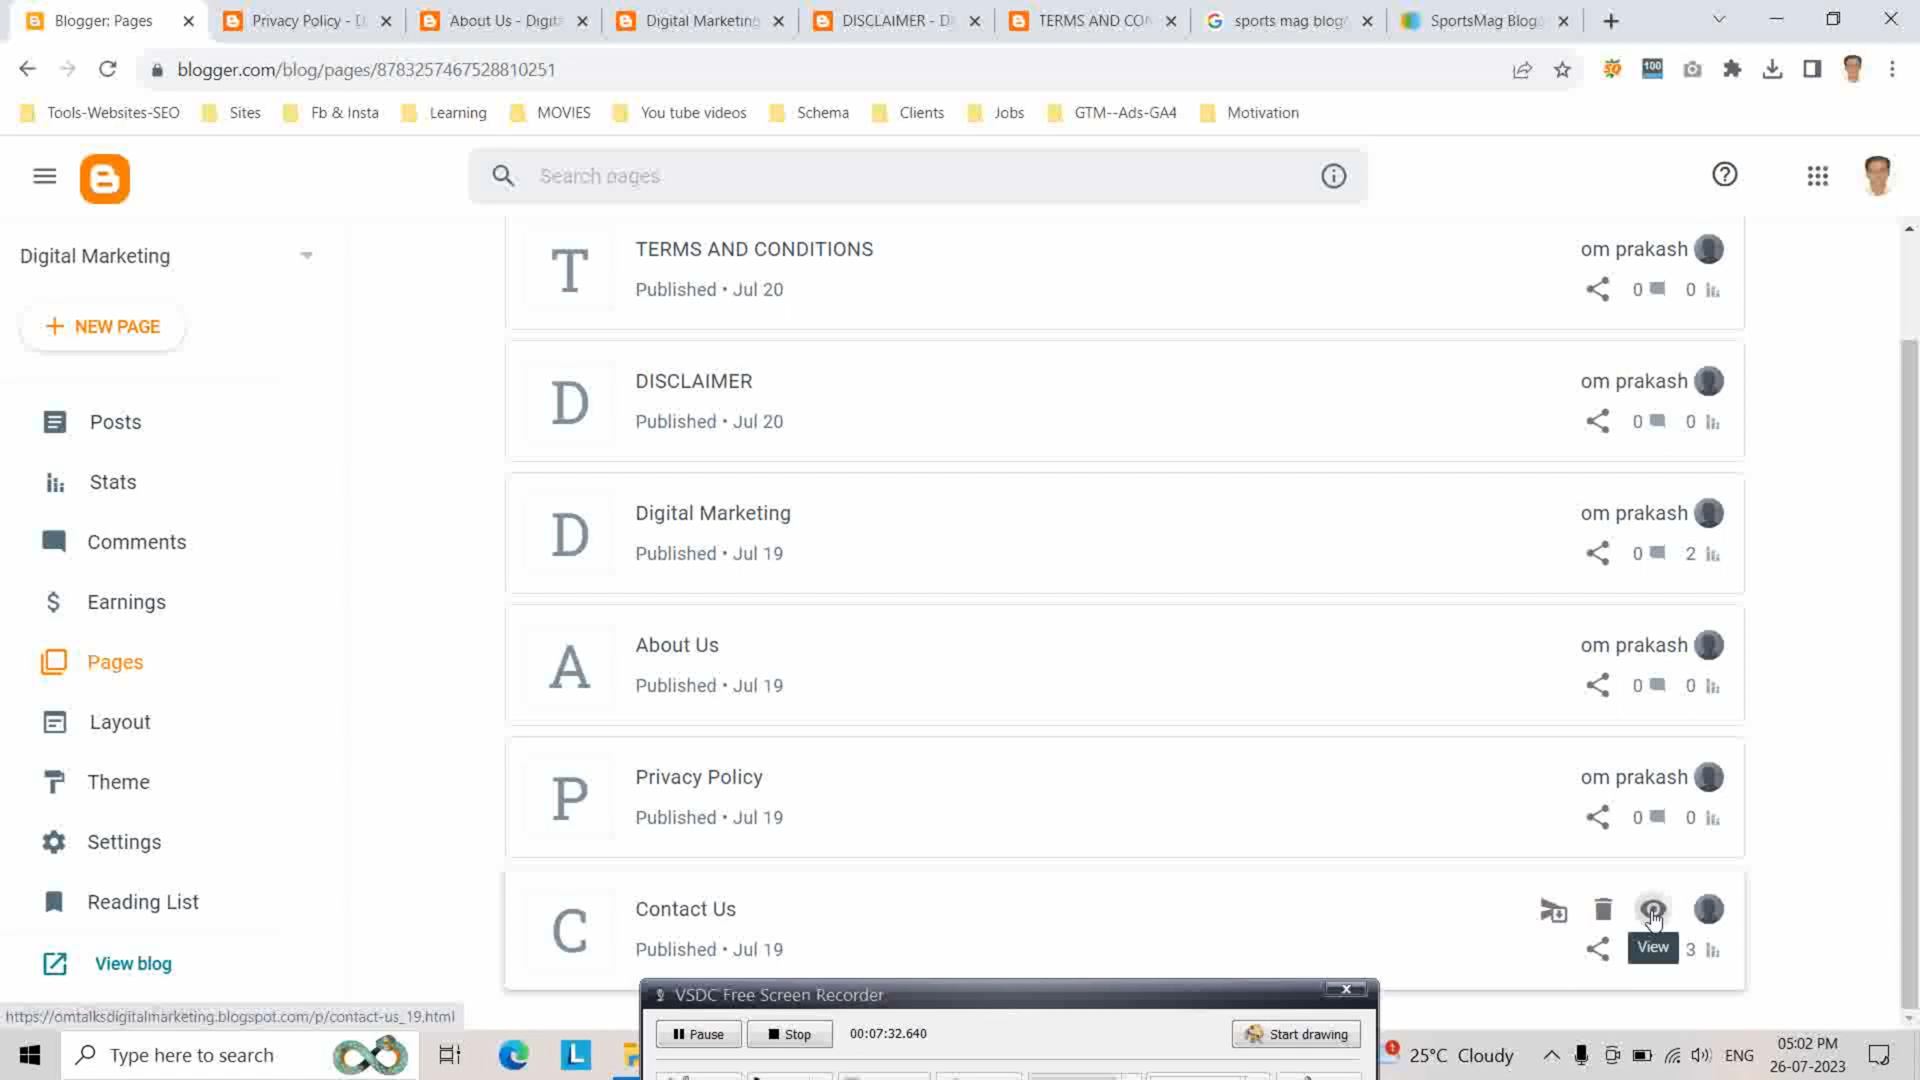 Blogger: Pages
Privacy Policy - D
About Us - Digita
Digital Marketing
DISCLAIMER - D
TERMS AND CON
sports mag blog
SportsMag Blog
blogger.com/blog/pages/8783257467528810251
100
Tools-Websites-SEO
Sites
Fb & Insta
Learning
MOVIES
You tube videos
Schema
Clients
Jobs
GTM--Ads-GA4
Motivation
Search pages
Digital Marketing
NEW PAGE
Posts
Stats
Comments
Earnings
Pages
Layout
Theme
Settings
Reading List
View blog
T
TERMS AND CONDITIONS
om prakash
Published • Jul 20
0 0
D
DISCLAIMER
om prakash
Published • Jul 20
0 0
D
Digital Marketing
om prakash
Published • Jul 19
0 2
A
About Us
om prakash
Published • Jul 19
0 0
P
Privacy Policy
om prakash
Published • Jul 19
0 0
C
Contact Us
Published • Jul 19
View 3
https://omtalksdigitalmarketing.blogspot.com/p/contact-us_19.html
VSDC Free Screen Recorder
Pause
Stop
00:07:32.640
Start drawing
Type here to search
L
1
25°C Cloudy
ENG
05:02 PM
26-07-2023